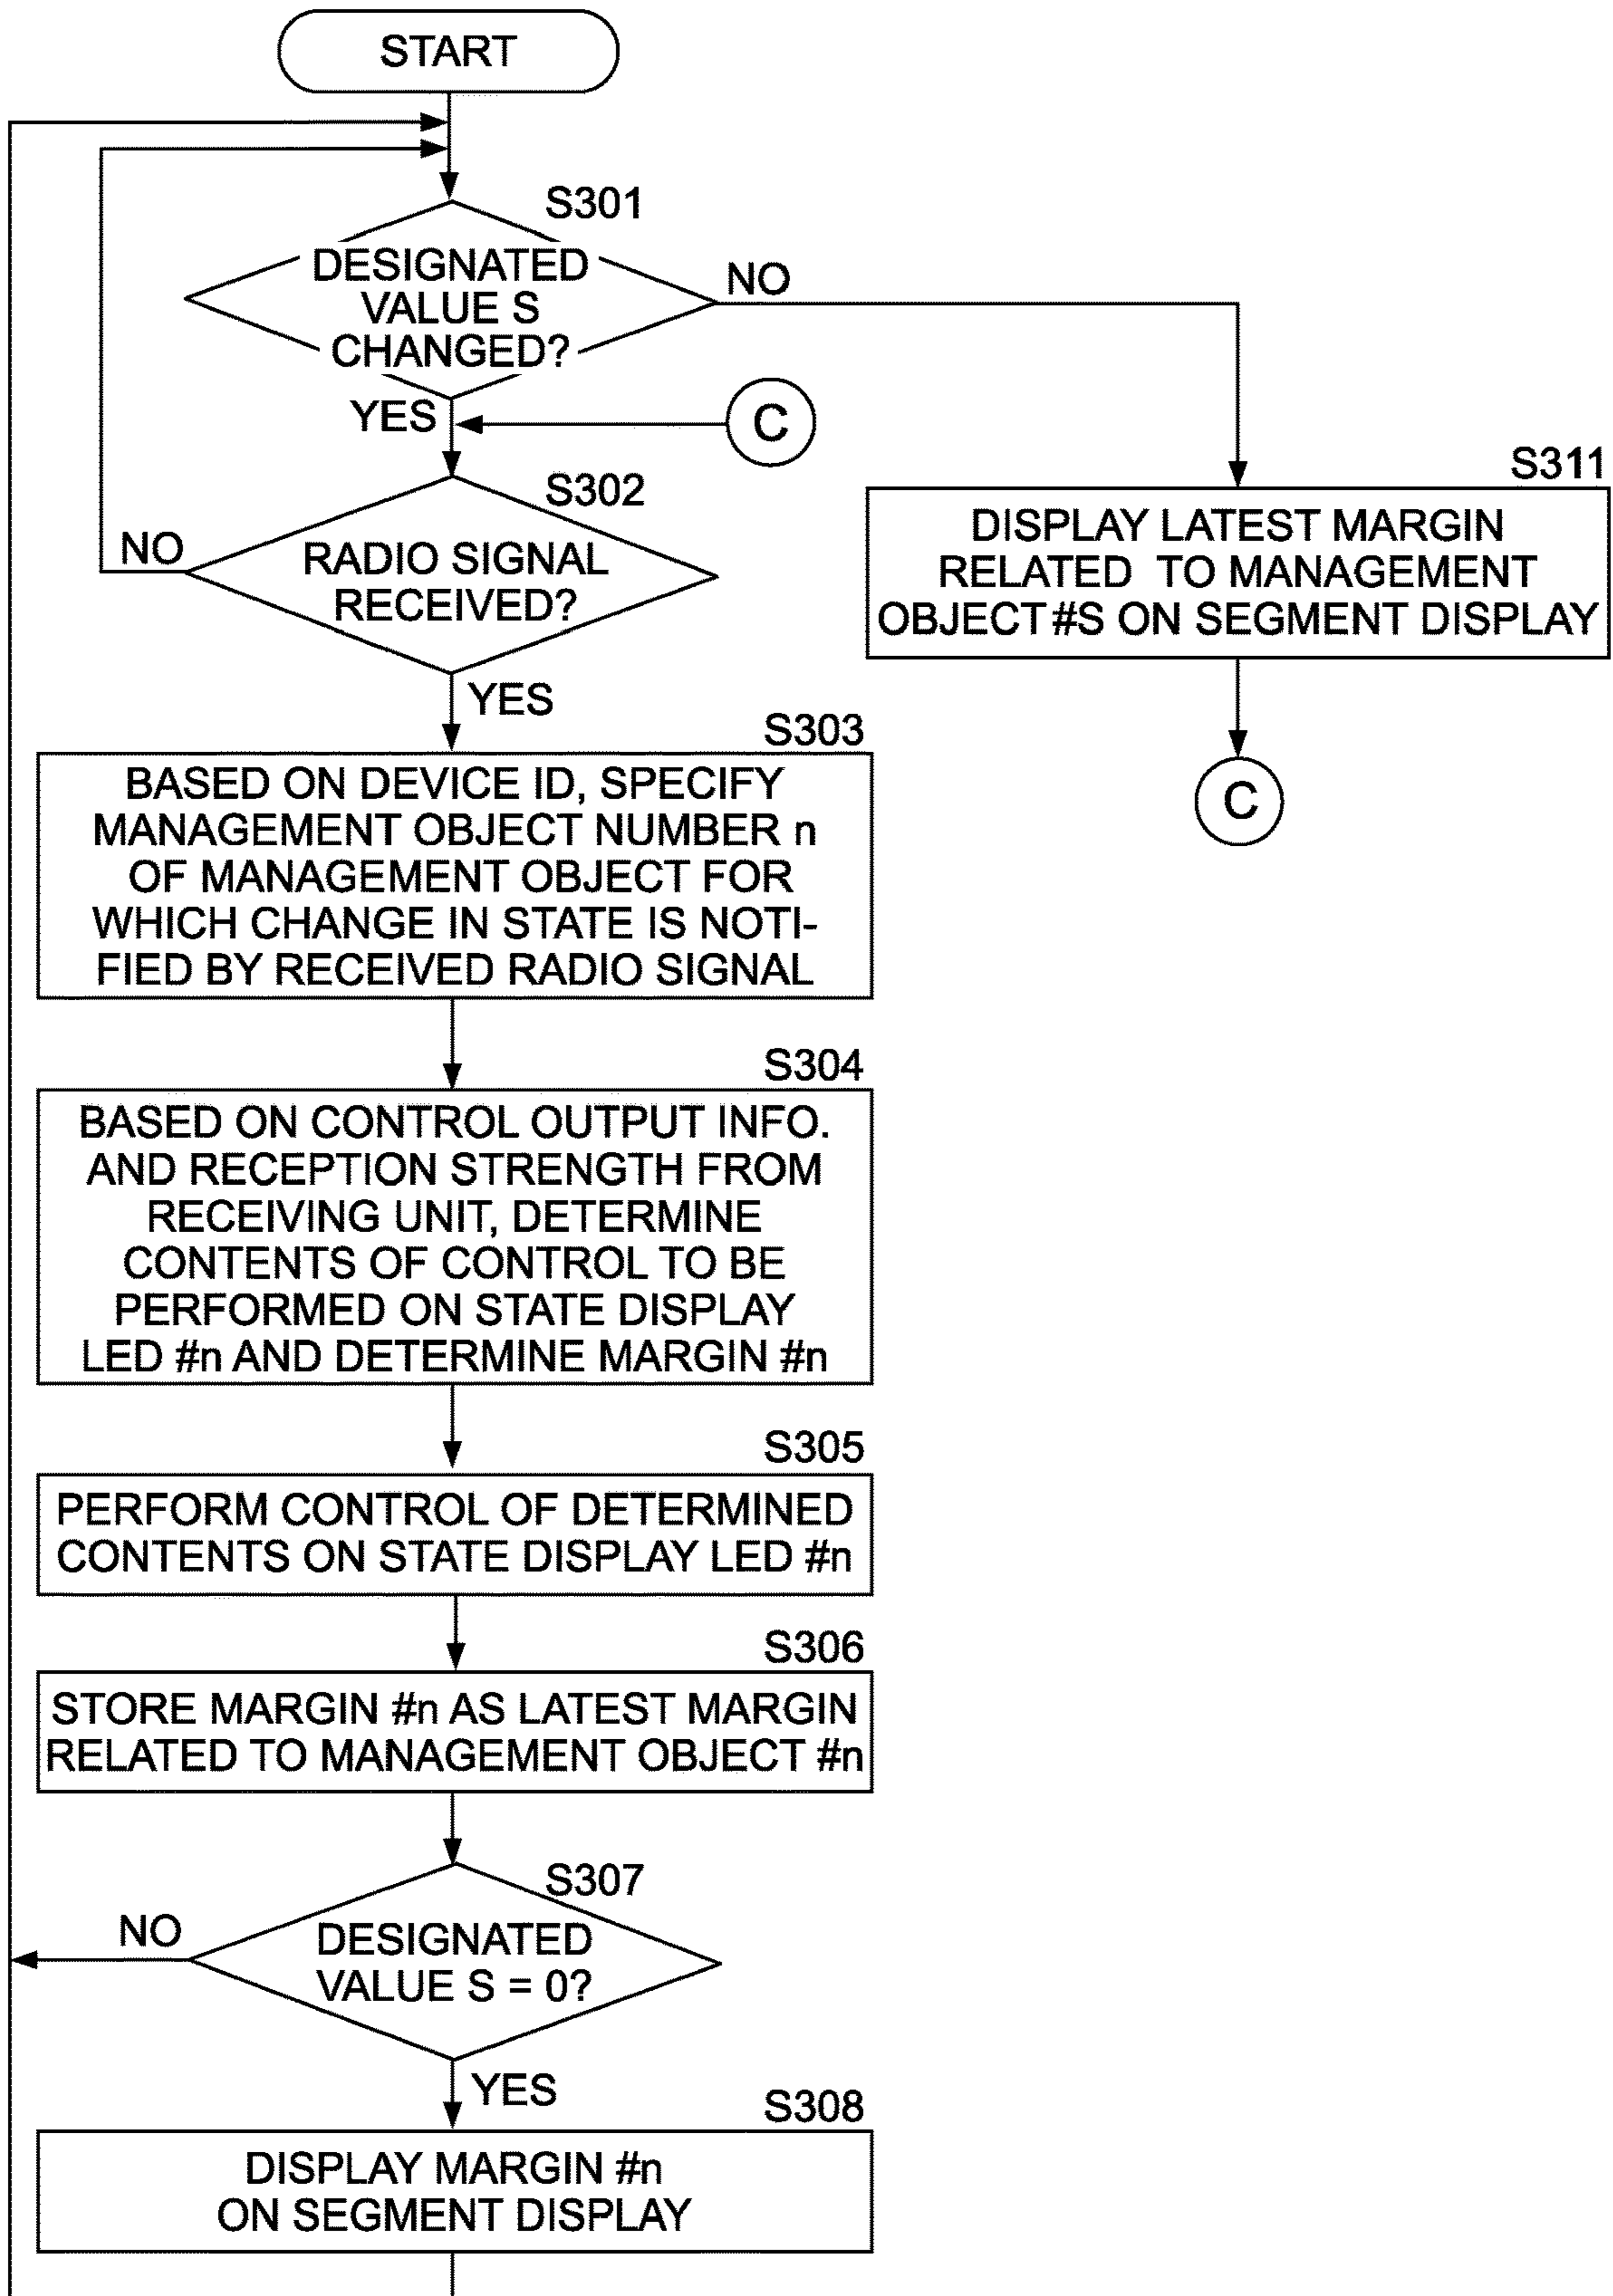 START
S301
DESIGNATED
VALUE S
CHANGED?
NO
YES
C
S302
RADIO SIGNAL
RECEIVED?
NO
YES
S311
DISPLAY LATEST MARGIN
RELATED TO MANAGEMENT
OBJECT #S ON SEGMENT DISPLAY
C
S303
BASED ON DEVICE ID, SPECIFY
MANAGEMENT OBJECT NUMBER n
OF MANAGEMENT OBJECT FOR
WHICH CHANGE IN STATE IS NOTI-
FIED BY RECEIVED RADIO SIGNAL
S304
BASED ON CONTROL OUTPUT INFO.
AND RECEPTION STRENGTH FROM
RECEIVING UNIT, DETERMINE
CONTENTS OF CONTROL TO BE
PERFORMED ON STATE DISPLAY
LED #n AND DETERMINE MARGIN #n
S305
PERFORM CONTROL OF DETERMINED
CONTENTS ON STATE DISPLAY LED #n
S306
STORE MARGIN #n AS LATEST MARGIN
RELATED TO MANAGEMENT OBJECT #n
S307
DESIGNATED
VALUE S = 0?
NO
YES
S308
DISPLAY MARGIN #n
ON SEGMENT DISPLAY